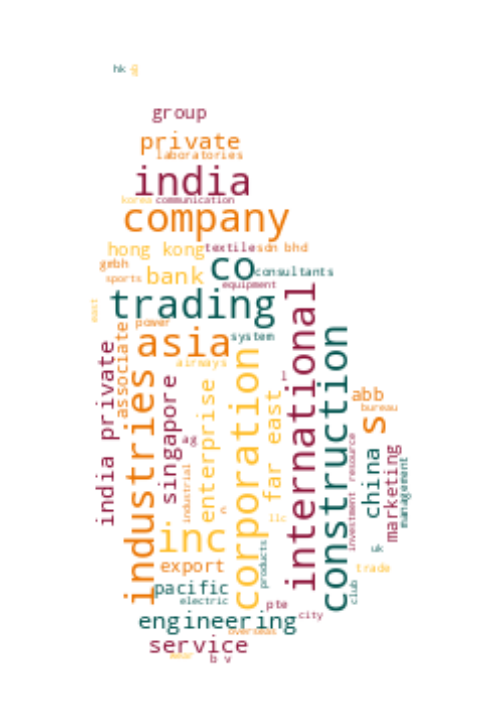 hk
group
private
laboratories
india
korea communication
company
hong kong textile sdn bhd
gmbh
bank co consultants
sports
equipment
trading
east
power
asia system
airways
international
construction
corporation
industries
associate
india private
singapore
enterprise
far east
industrial
abb
bureau
s
china
marketing
management
investment resource
inc
llc
uk
export
trade
products
pacific
club
electric
pte
city
engineering
overseas
service
b v